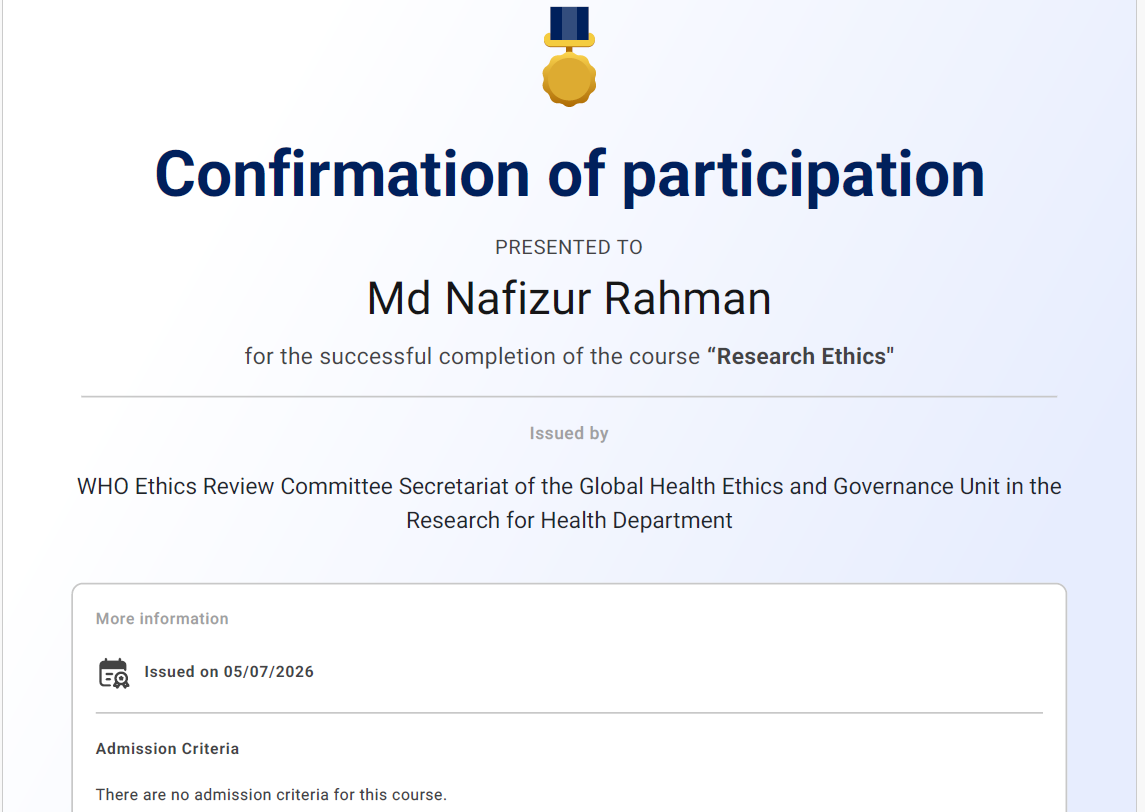 Confirmation of participation
PRESENTED TO
Md Nafizur Rahman
for the successful completion of the course “Research Ethics"
Issued by
WHO Ethics Review Committee Secretariat of the Global Health Ethics and Governance Unit in the
Research for Health Department
More information
Issued on 05/07/2026
Admission Criteria
There are no admission criteria for this course.